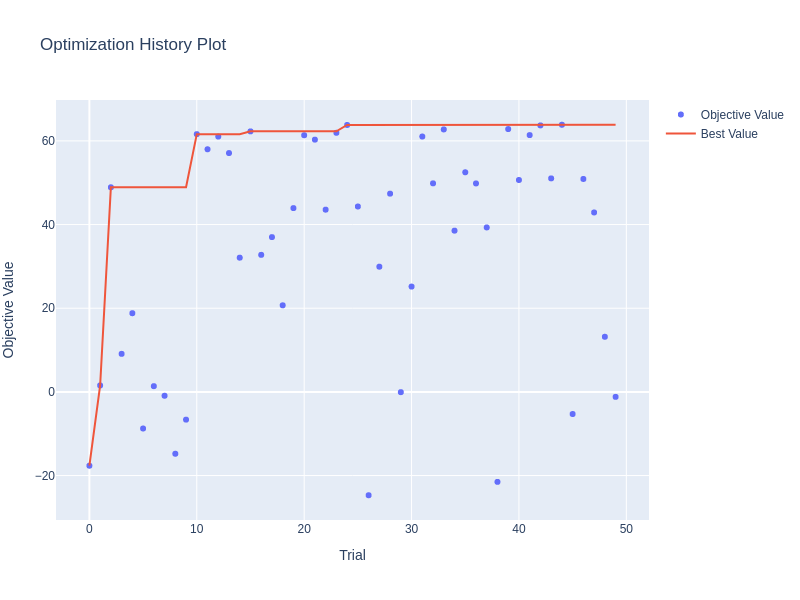 Optimization History Plot
Objective Value
Best Value
60
40
20
0
−20
0 10 20 30 40 50
Trial
Objective Value